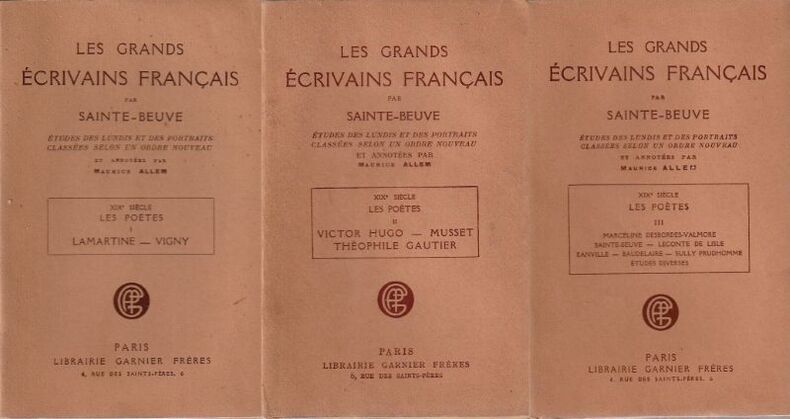 LES GRANDS
ÉCRIVAINS FRANÇAIS
PAR
SAINTE-BEUVE
ÉTUDES DES LUNDIS ET DES PORTRAITS
CLASSÉES SELON UN ORDRE NOUVEAU
ET ANNOTÉES PAR
MAURICE ALLEM
XIXe SIÈCLE
LES POÈTES
I
LAMARTINE — VIGNY
PARIS
LIBRAIRIE GARNIER FRÈRES
6, RUE DES SAINTS-PÈRES, 6
LES GRANDS
ÉCRIVAINS FRANÇAIS
PAR
SAINTE-BEUVE
ÉTUDES DES LUNDIS ET DES PORTRAITS
CLASSÉES SELON UN ORDRE NOUVEAU
ET ANNOTÉES PAR
MAURICE ALLEM
XIXe SIÈCLE
LES POÈTES
II
VICTOR HUGO — MUSSET
THÉOPHILE GAUTIER
PARIS
LIBRAIRIE GARNIER FRÈRES
6, RUE DES SAINTS-PÈRES
LES GRANDS
ÉCRIVAINS FRANÇAIS
PAR
SAINTE-BEUVE
ÉTUDES DES LUNDIS ET DES PORTRAITS
CLASSÉES SELON UN ORDRE NOUVEAU
ET ANNOTÉES PAR
MAURICE ALLEM
XIXe SIÈCLE
LES POÈTES
III
MARCELINE DESBORDES-VALMORE
SAINTE-BEUVE — LECONTE DE LISLE
BANVILLE — BAUDELAIRE — SULLY PRUDHOMME
ÉTUDES DIVERSES
PARIS
LIBRAIRIE GARNIER FRÈRES
6, RUE DES SAINTS-PÈRES, 6